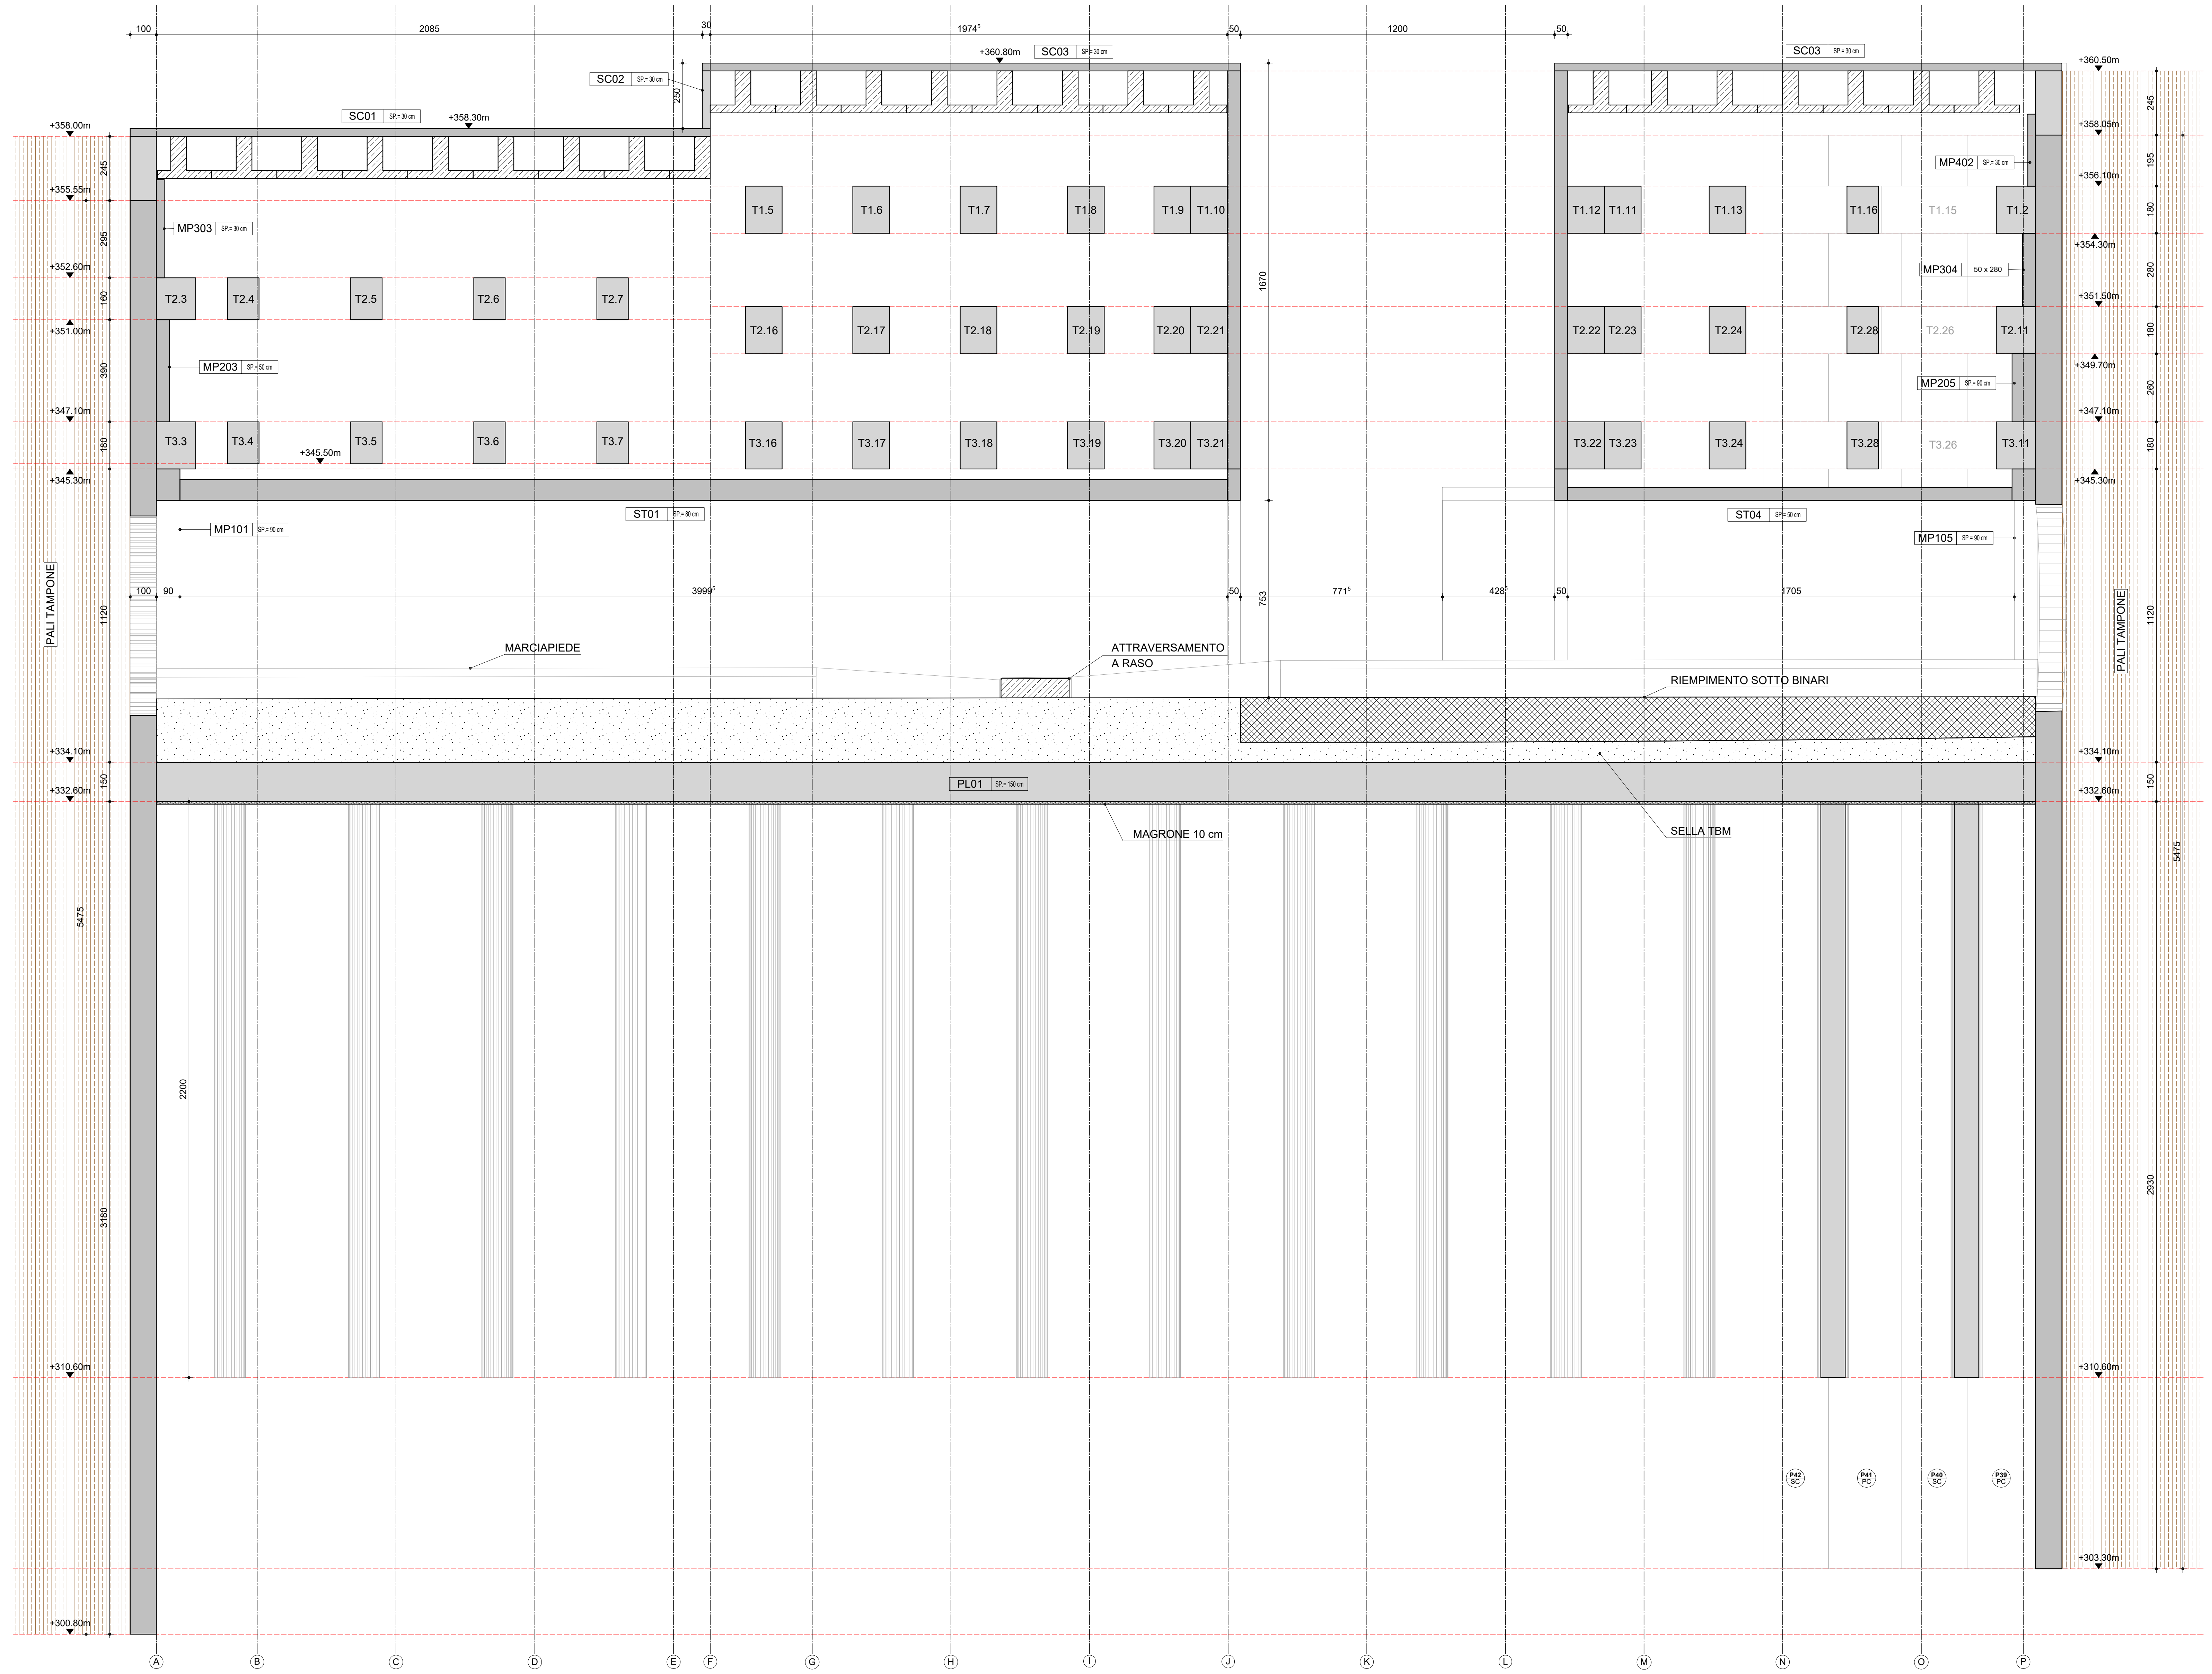 100
2085
30
1974⁵
50
1200
50
+360.80m
SC03 SP.= 30 cm
SC03 SP.= 30 cm
+360.50m
SC02 SP.= 30 cm
250
SC01 SP.= 30 cm
+358.30m
+358.00m
245
+358.05m
245
MP402 SP.= 30 cm
195
+355.55m
+356.10m
T1.5
T1.6
T1.7
T1.8
T1.9
T1.10
T1.12
T1.11
T1.13
T1.16
T1.15
T1.2
180
MP303 SP.= 30 cm
295
+354.30m
+352.60m
MP304 50 x 280
280
1670
T2.3
T2.4
T2.5
T2.6
T2.7
160
+351.50m
+351.00m
T2.16
T2.17
T2.18
T2.19
T2.20
T2.21
T2.22
T2.23
T2.24
T2.28
T2.26
T2.11
180
MP203 SP.= 50 cm
390
+349.70m
MP205 SP.= 90 cm
260
+347.10m
+347.10m
T3.3
T3.4
T3.5
T3.6
T3.7
T3.16
T3.17
T3.18
T3.19
T3.20
T3.21
T3.22
T3.23
T3.24
T3.28
T3.26
T3.11
180
180
+345.50m
+345.30m
+345.30m
ST01 SP.= 80 cm
ST04 SP.= 50 cm
MP101 SP.= 90 cm
MP105 SP.= 90 cm
PALI TAMPONE
PALI TAMPONE
100
90
3999⁵
50
771⁵
428⁵
50
1705
753
1120
1120
MARCIAPIEDE
ATTRAVERSAMENTO
A RASO
RIEMPIMENTO SOTTO BINARI
+334.10m
+334.10m
150
150
PL01 SP.= 150 cm
+332.60m
+332.60m
MAGRONE 10 cm
SELLA TBM
5475
5475
2200
3180
2930
+310.60m
+310.60m
P42
SC
P41
PC
P40
SC
P39
PC
+303.30m
+300.80m
A
B
C
D
E
F
G
H
I
J
K
L
M
N
O
P